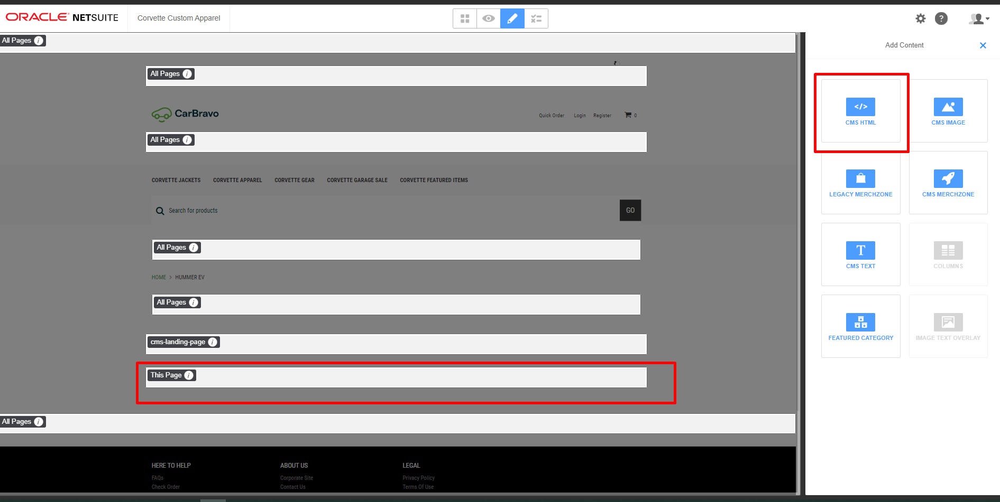 ORACLE NETSUITE
Corvette Custom Apparel
Add Content
All Pages i
All Pages i
CarBravo
Quick Order Login Register 0
All Pages i
CORVETTE JACKETS CORVETTE APPAREL CORVETTE GEAR CORVETTE GARAGE SALE CORVETTE FEATURED ITEMS
Search for products GO
All Pages i
HOME > HUMMER EV
All Pages i
cms-landing-page i
This Page i
All Pages i
HERE TO HELP
FAQs
Check Order
ABOUT US
Corporate Site
Contact Us
LEGAL
Privacy Policy
Terms Of Use
</>
CMS HTML
CMS IMAGE
LEGACY MERCHZONE
CMS MERCHZONE
T
CMS TEXT
COLUMNS
FEATURED CATEGORY
IMAGE TEXT OVERLAY